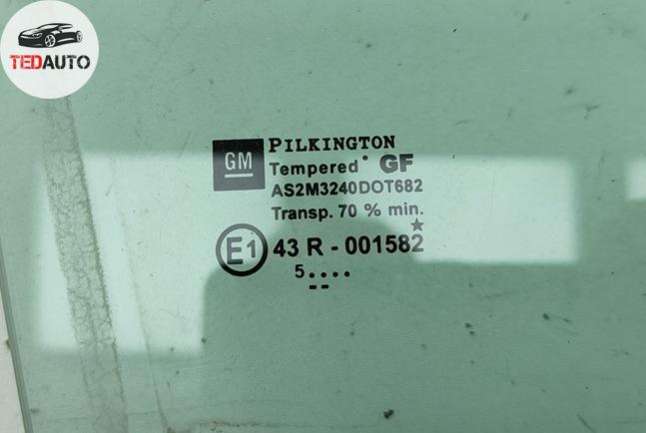 TEDAUTO
GM
PILKINGTON
Tempered GF
AS2M3240DOT682
Transp. 70 % min.
E1 43 R - 001582
5....
--